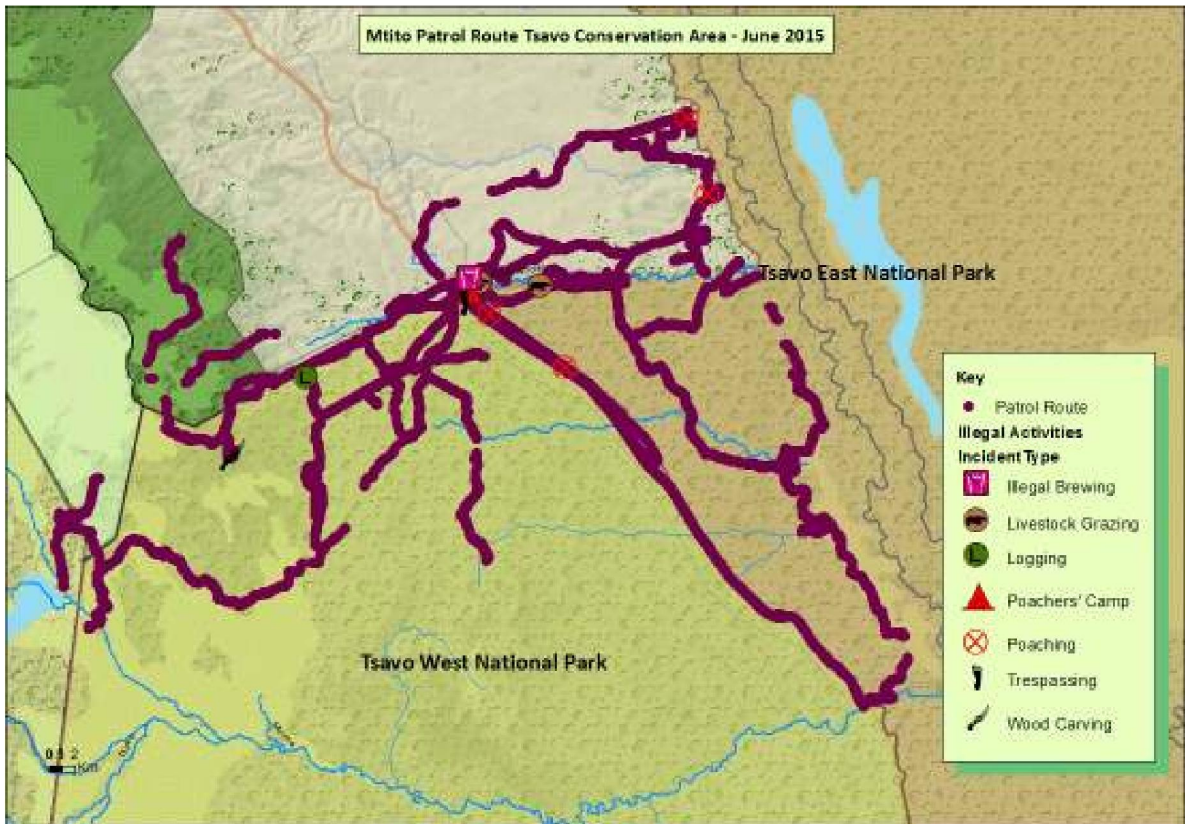 Mtito Patrol Route Tsavo Conservation Area - June 2015
Tsavo East National Park
Key
Patrol Route
Illegal Activities
Incident Type
Illegal Brewing
Livestock Grazing
L
Logging
Poachers' Camp
Poaching
Trespassing
Wood Carving
L
Tsavo West National Park
2
Km